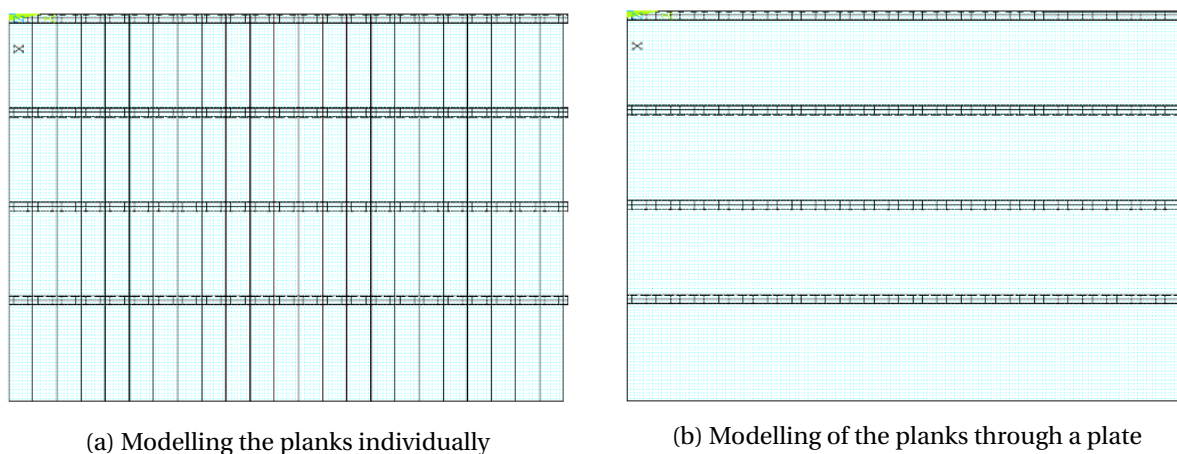 X
X
(a) Modelling the planks individually
(b) Modelling of the planks through a plate